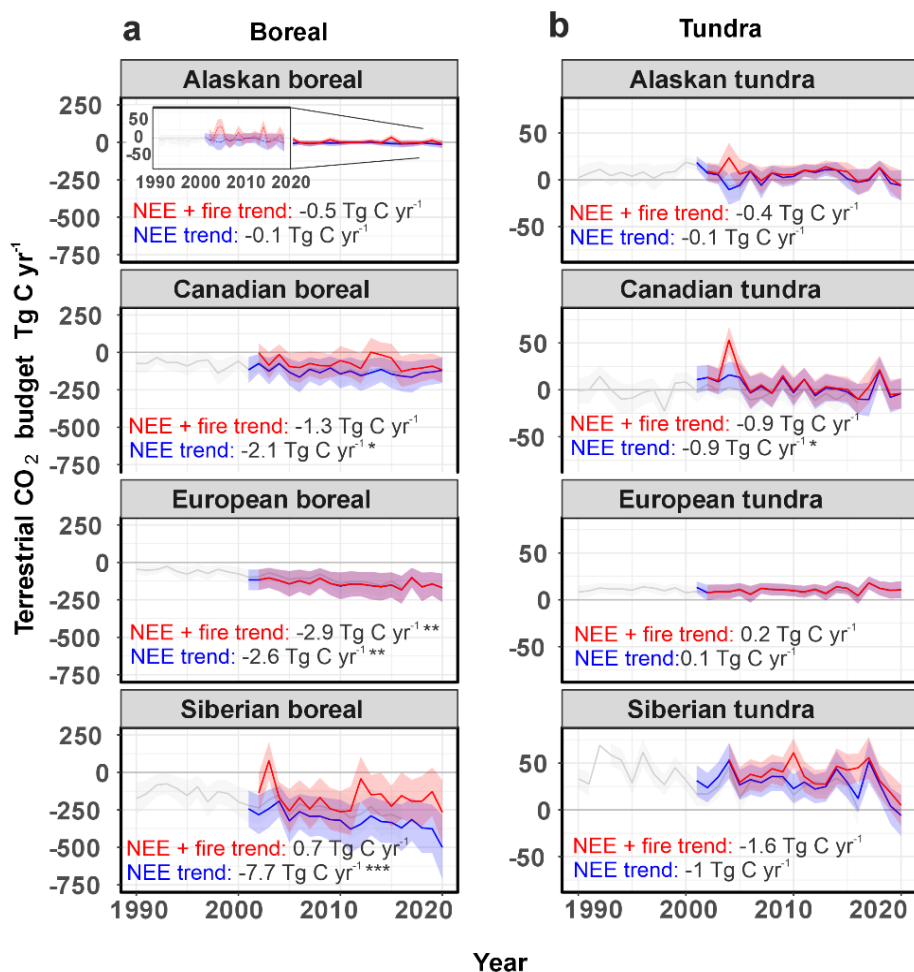 a
Boreal
b
Tundra
Terrestrial CO₂ budget Tg C yr⁻¹
Alaskan boreal
250
0
-250
-500
-750
50
0
-50
1990 2000 2010 2020
NEE + fire trend: -0.5 Tg C yr⁻¹
NEE trend: -0.1 Tg C yr⁻¹
Alaskan tundra
50
0
-50
NEE + fire trend: -0.4 Tg C yr⁻¹
NEE trend: -0.1 Tg C yr⁻¹
Canadian boreal
250
0
-250
-500
-750
NEE + fire trend: -1.3 Tg C yr⁻¹
NEE trend: -2.1 Tg C yr⁻¹ *
Canadian tundra
50
0
-50
NEE + fire trend: -0.9 Tg C yr⁻¹
NEE trend: -0.9 Tg C yr⁻¹ *
European boreal
250
0
-250
-500
-750
NEE + fire trend: -2.9 Tg C yr⁻¹ **
NEE trend: -2.6 Tg C yr⁻¹ **
European tundra
50
0
-50
NEE + fire trend: 0.2 Tg C yr⁻¹
NEE trend:0.1 Tg C yr⁻¹
Siberian boreal
250
0
-250
-500
-750
NEE + fire trend: 0.7 Tg C yr⁻¹
NEE trend: -7.7 Tg C yr⁻¹ ***
1990 2000 2010 2020
Siberian tundra
50
0
-50
NEE + fire trend: -1.6 Tg C yr⁻¹
NEE trend: -1 Tg C yr⁻¹
1990 2000 2010 2020
Year